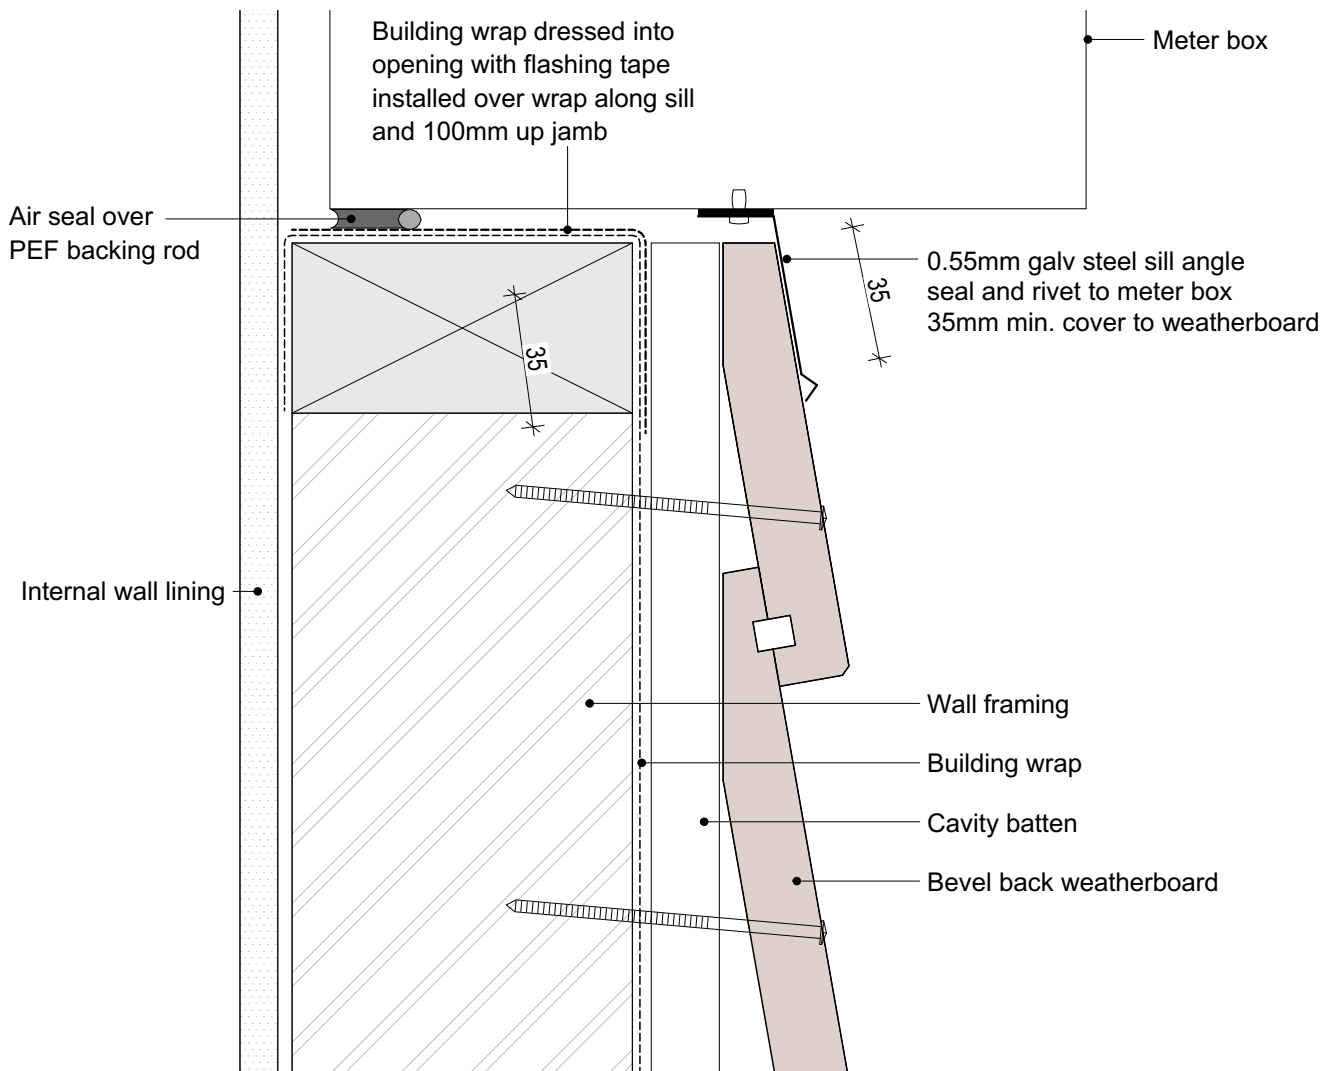 Building wrap dressed into
opening with flashing tape
installed over wrap along sill
and 100mm up jamb
Meter box
Air seal over
PEF backing rod
0.55mm galv steel sill angle
seal and rivet to meter box
35mm min. cover to weatherboard
35
35
Internal wall lining
Wall framing
Building wrap
Cavity batten
Bevel back weatherboard